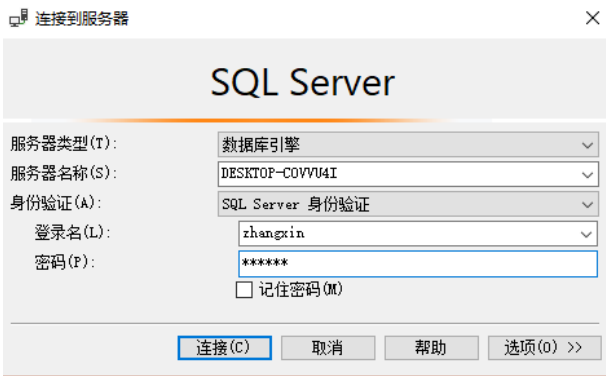 连接到服务器
SQL Server
服务器类型(T): 数据库引擎
服务器名称(S): DESKTOP-COVVU4I
身份验证(A): SQL Server 身份验证
登录名(L): zhangxin
密码(P): ******
记住密码(M)
连接(C) 取消 帮助 选项(O) >>